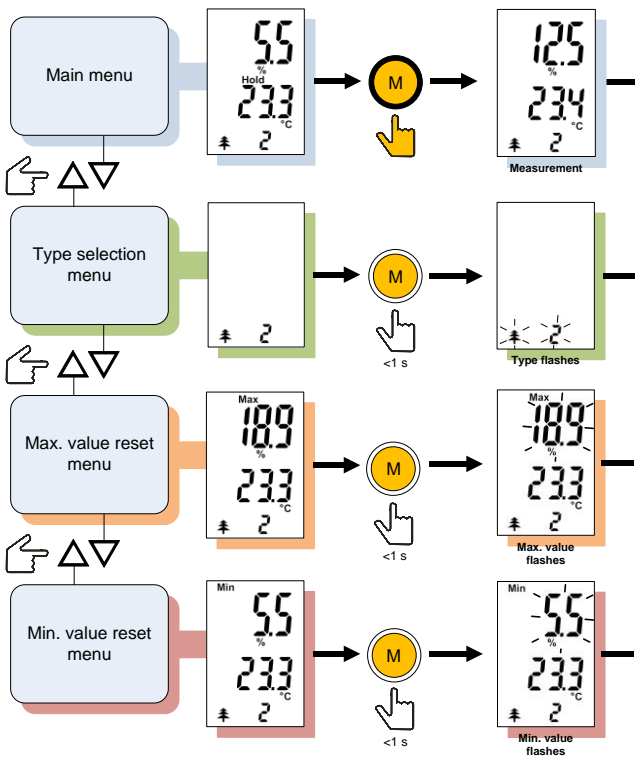 Main menu
5.5
%
Hold
23.3
°C
2
M
12.5
%
23.4
°C
2
Measurement
Type selection
menu
2
M
<1 s
2
Type flashes
Max. value reset
menu
Max
18.9
%
23.3
°C
2
M
<1 s
Max
18.9
%
23.3
°C
2
Max. value
flashes
Min. value reset
menu
Min
5.5
%
23.3
°C
2
M
<1 s
Min
5.5
%
23.3
°C
2
Min. value
flashes